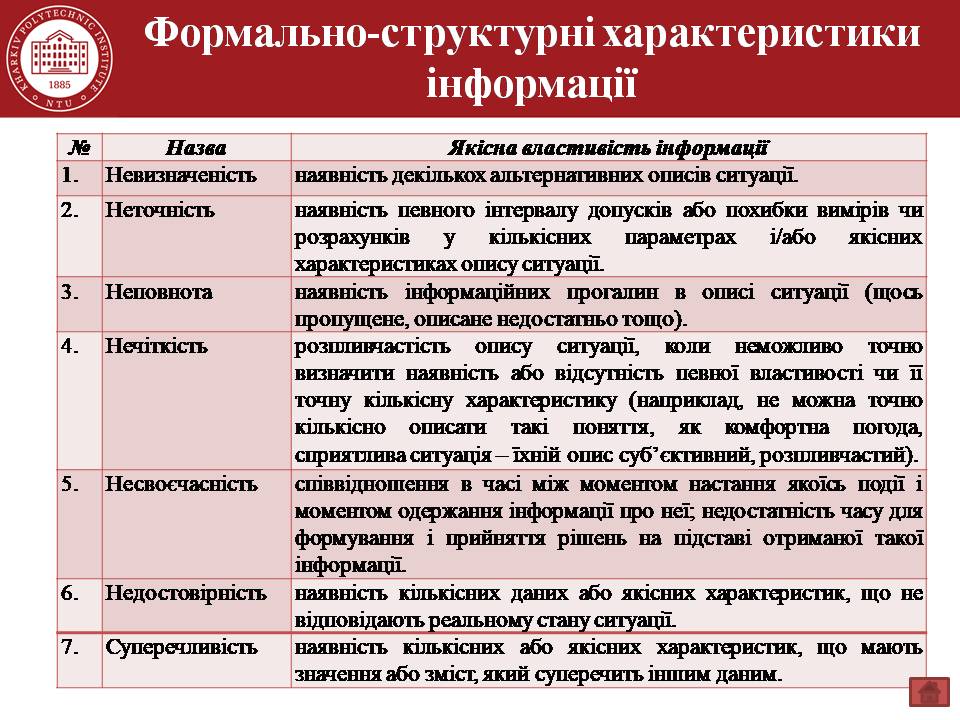 KHARKIV POLYTECHNIC INSTITUTE
1885
NTU
Формально-структурні характеристики
інформації
№ Назва Якісна властивість інформації
1. Невизначеність наявність декількох альтернативних описів ситуації.
2. Неточність наявність певного інтервалу допусків або похибки вимірів чи
розрахунків у кількісних параметрах і/або якісних
характеристиках опису ситуації.
3. Неповнота наявність інформаційних прогалин в описі ситуації (щось
пропущене, описане недостатньо тощо).
4. Нечіткість розпливчастість опису ситуації, коли неможливо точно
визначити наявність або відсутність певної властивості чи її
точну кількісну характеристику (наприклад, не можна точно
кількісно описати такі поняття, як комфортна погода,
сприятлива ситуація – їхній опис суб’єктивний, розпливчастий).
5. Несвоєчасність співвідношення в часі між моментом настання якоїсь події і
моментом одержання інформації про неї; недостатність часу для
формування і прийняття рішень на підставі отриманої такої
інформації.
6. Недостовірність наявність кількісних даних або якісних характеристик, що не
відповідають реальному стану ситуації.
7. Суперечливість наявність кількісних або якісних характеристик, що мають
значення або зміст, який суперечить іншим даним.